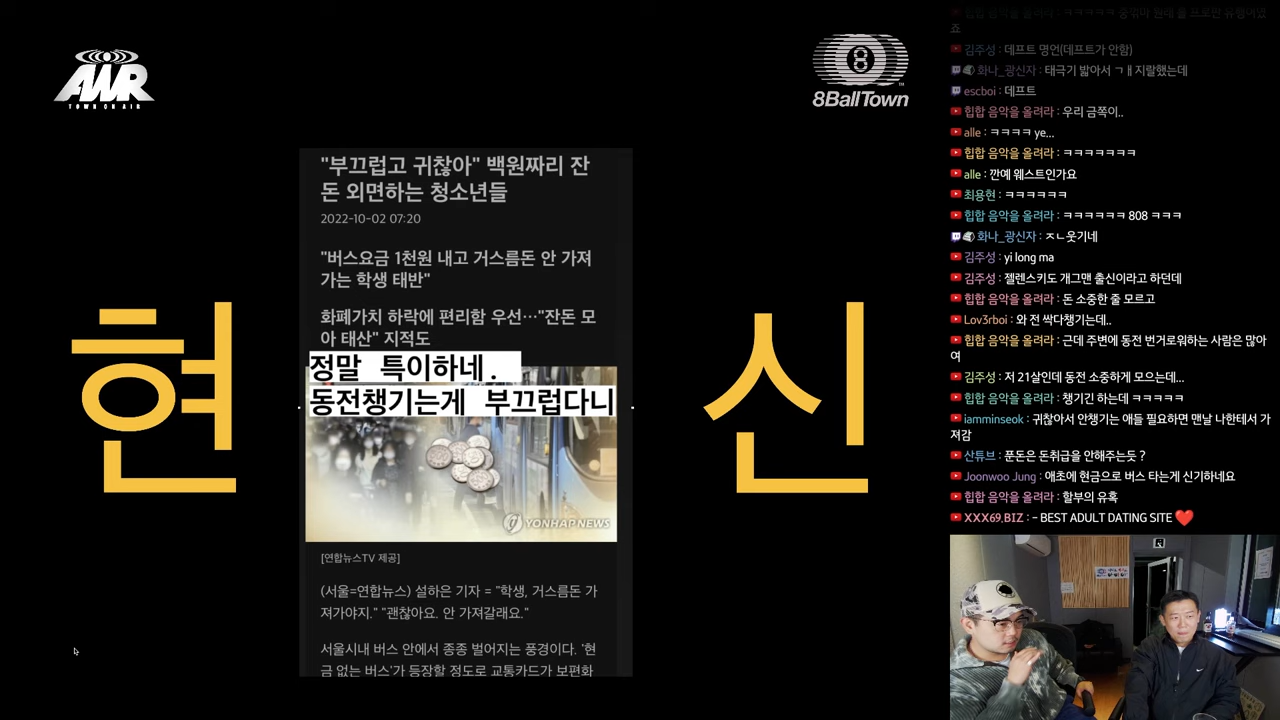 AIR
TOWN ON AIR
8
8BallTown
현
신
"부끄럽고 귀찮아" 백원짜리 잔
돈 외면하는 청소년들
2022-10-02 07:20
"버스요금 1천원 내고 거스름돈 안 가져
가는 학생 태반"
화폐가치 하락에 편리함 우선…"잔돈 모
아 태산" 지적도
정말 특이하네.
동전챙기는게 부끄럽다니
YONHAP NEWS
[연합뉴스TV 제공]
(서울=연합뉴스) 설하은 기자 = "학생, 거스름돈 가
져가야지." "괜찮아요. 안 가져갈래요."
서울시내 버스 안에서 종종 벌어지는 풍경이다. '현
금 없는 버스'가 등장할 정도로 교통카드가 보편화
죠
김주성 : 데프트 명언(데프트가 안함)
화나_광신자 : 태극기 밟아서 ㄱㅐ지랄했는데
escboi : 데프트
힙합 음악을 올려라 : 우리 금쪽이..
alle : ㅋㅋㅋㅋ ye...
힙합 음악을 올려라 : ㅋㅋㅋㅋㅋㅋㅋ
alle : 깐예 웨스트인가요
최용현 : ㅋㅋㅋㅋㅋㅋ
힙합 음악을 올려라 : ㅋㅋㅋㅋㅋㅋ 808 ㅋㅋㅋ
화나_광신자 : ㅈㄴ웃기네
김주성 : yi long ma
김주성 : 젤렌스키도 개그맨 출신이라고 하던데
힙합 음악을 올려라 : 돈 소중한 줄 모르고
Lov3rboi : 와 전 싹다챙기는데..
힙합 음악을 올려라 : 근데 주변에 동전 번거로워하는 사람은 많아
여
김주성 : 저 21살인데 동전 소중하게 모으는데...
힙합 음악을 올려라 : 챙기긴 하는데 ㅋㅋㅋㅋㅋ
iamminseok : 귀찮아서 안챙기는 애들 필요하면 맨날 나한테서 가
져감
산튜브 : 푼돈은 돈취급을 안해주는듯 ?
Joonwoo Jung : 애초에 현금으로 버스 타는게 신기하네요
힙합 음악을 올려라 : 할부의 유혹
XXX69.BIZ : - BEST ADULT DATING SITE ❤️